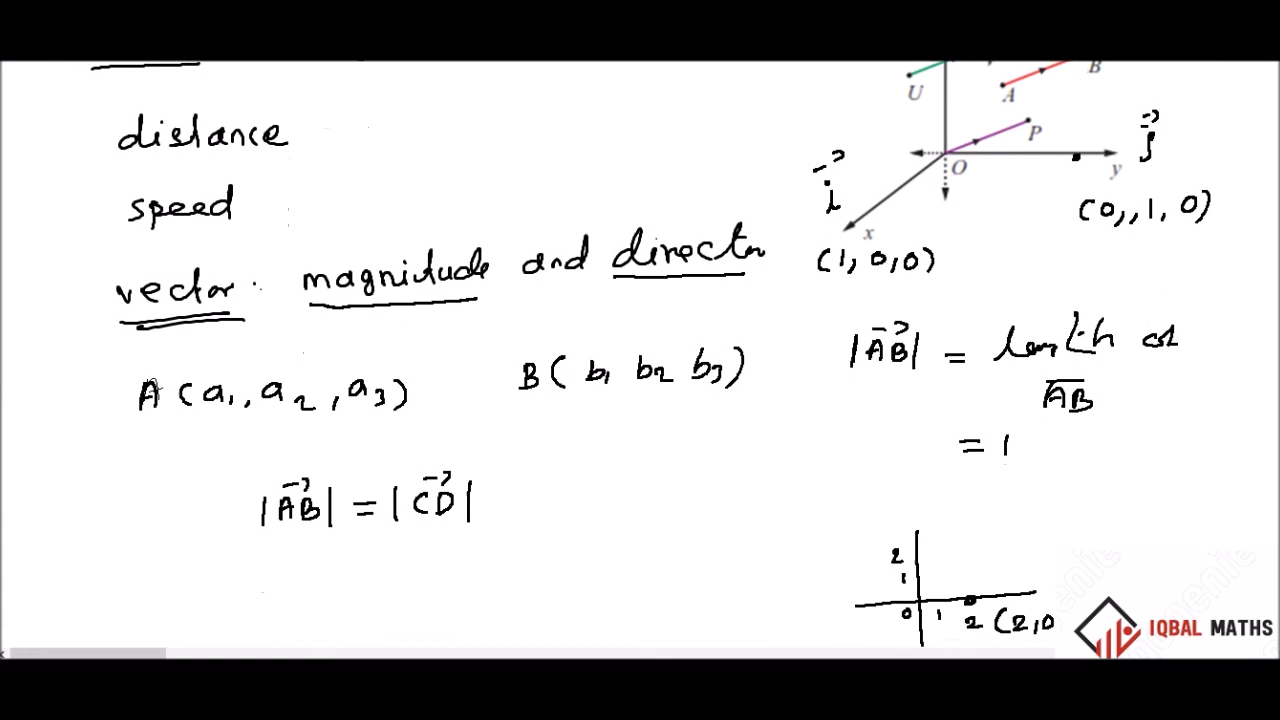 distance
speed
vector. magnitude and direct
A (a1, a2, a3)
B ( b1 b2 b3)
|AB| = |CD|
U
A
B
P
O
y
x
i
j
(1, 0, 0)
(0,, 1, 0)
|AB| = length of
AB
= 1
2
1
0 1 2 (2, 0
IQBAL MATHS